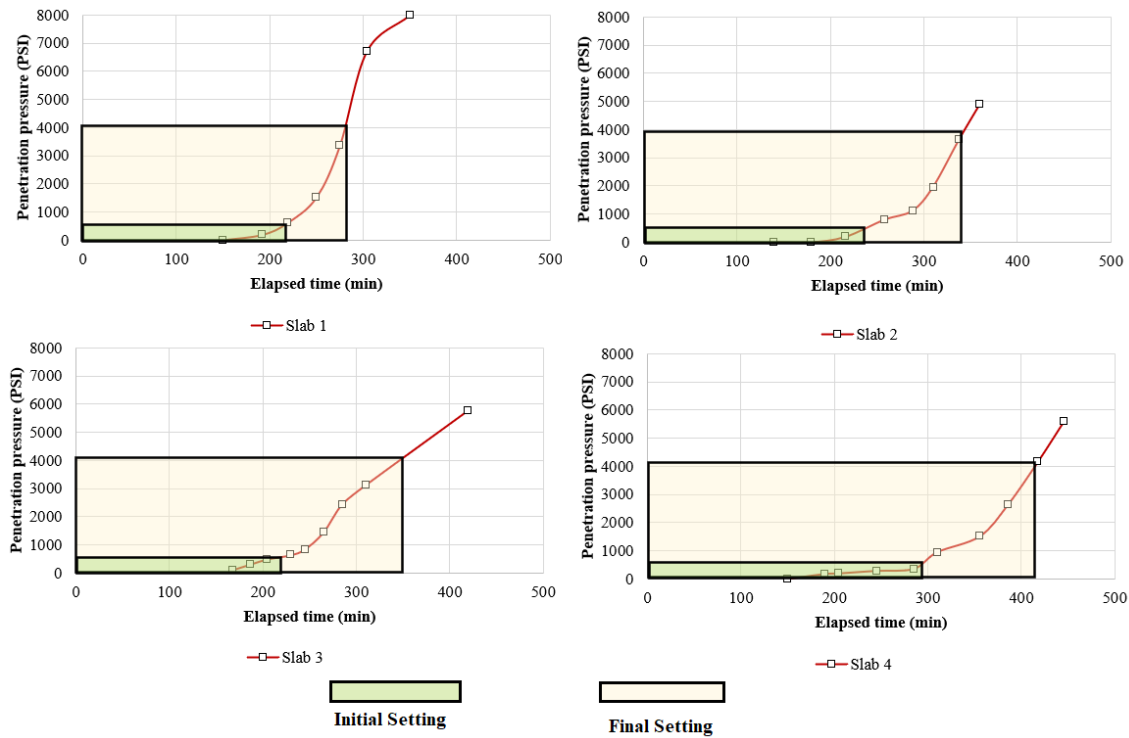 Penetration pressure (PSI)
8000
7000
6000
5000
4000
3000
2000
1000
0
0 100 200 300 400 500
Elapsed time (min)
Slab 1
Penetration pressure (PSI)
8000
7000
6000
5000
4000
3000
2000
1000
0
0 100 200 300 400 500
Elapsed time (min)
Slab 2
Penetration pressure (PSI)
8000
7000
6000
5000
4000
3000
2000
1000
0
0 100 200 300 400 500
Elapsed time (min)
Slab 3
Penetration pressure (PSI)
8000
7000
6000
5000
4000
3000
2000
1000
0
0 100 200 300 400 500
Elapsed time (min)
Slab 4
Initial Setting
Final Setting